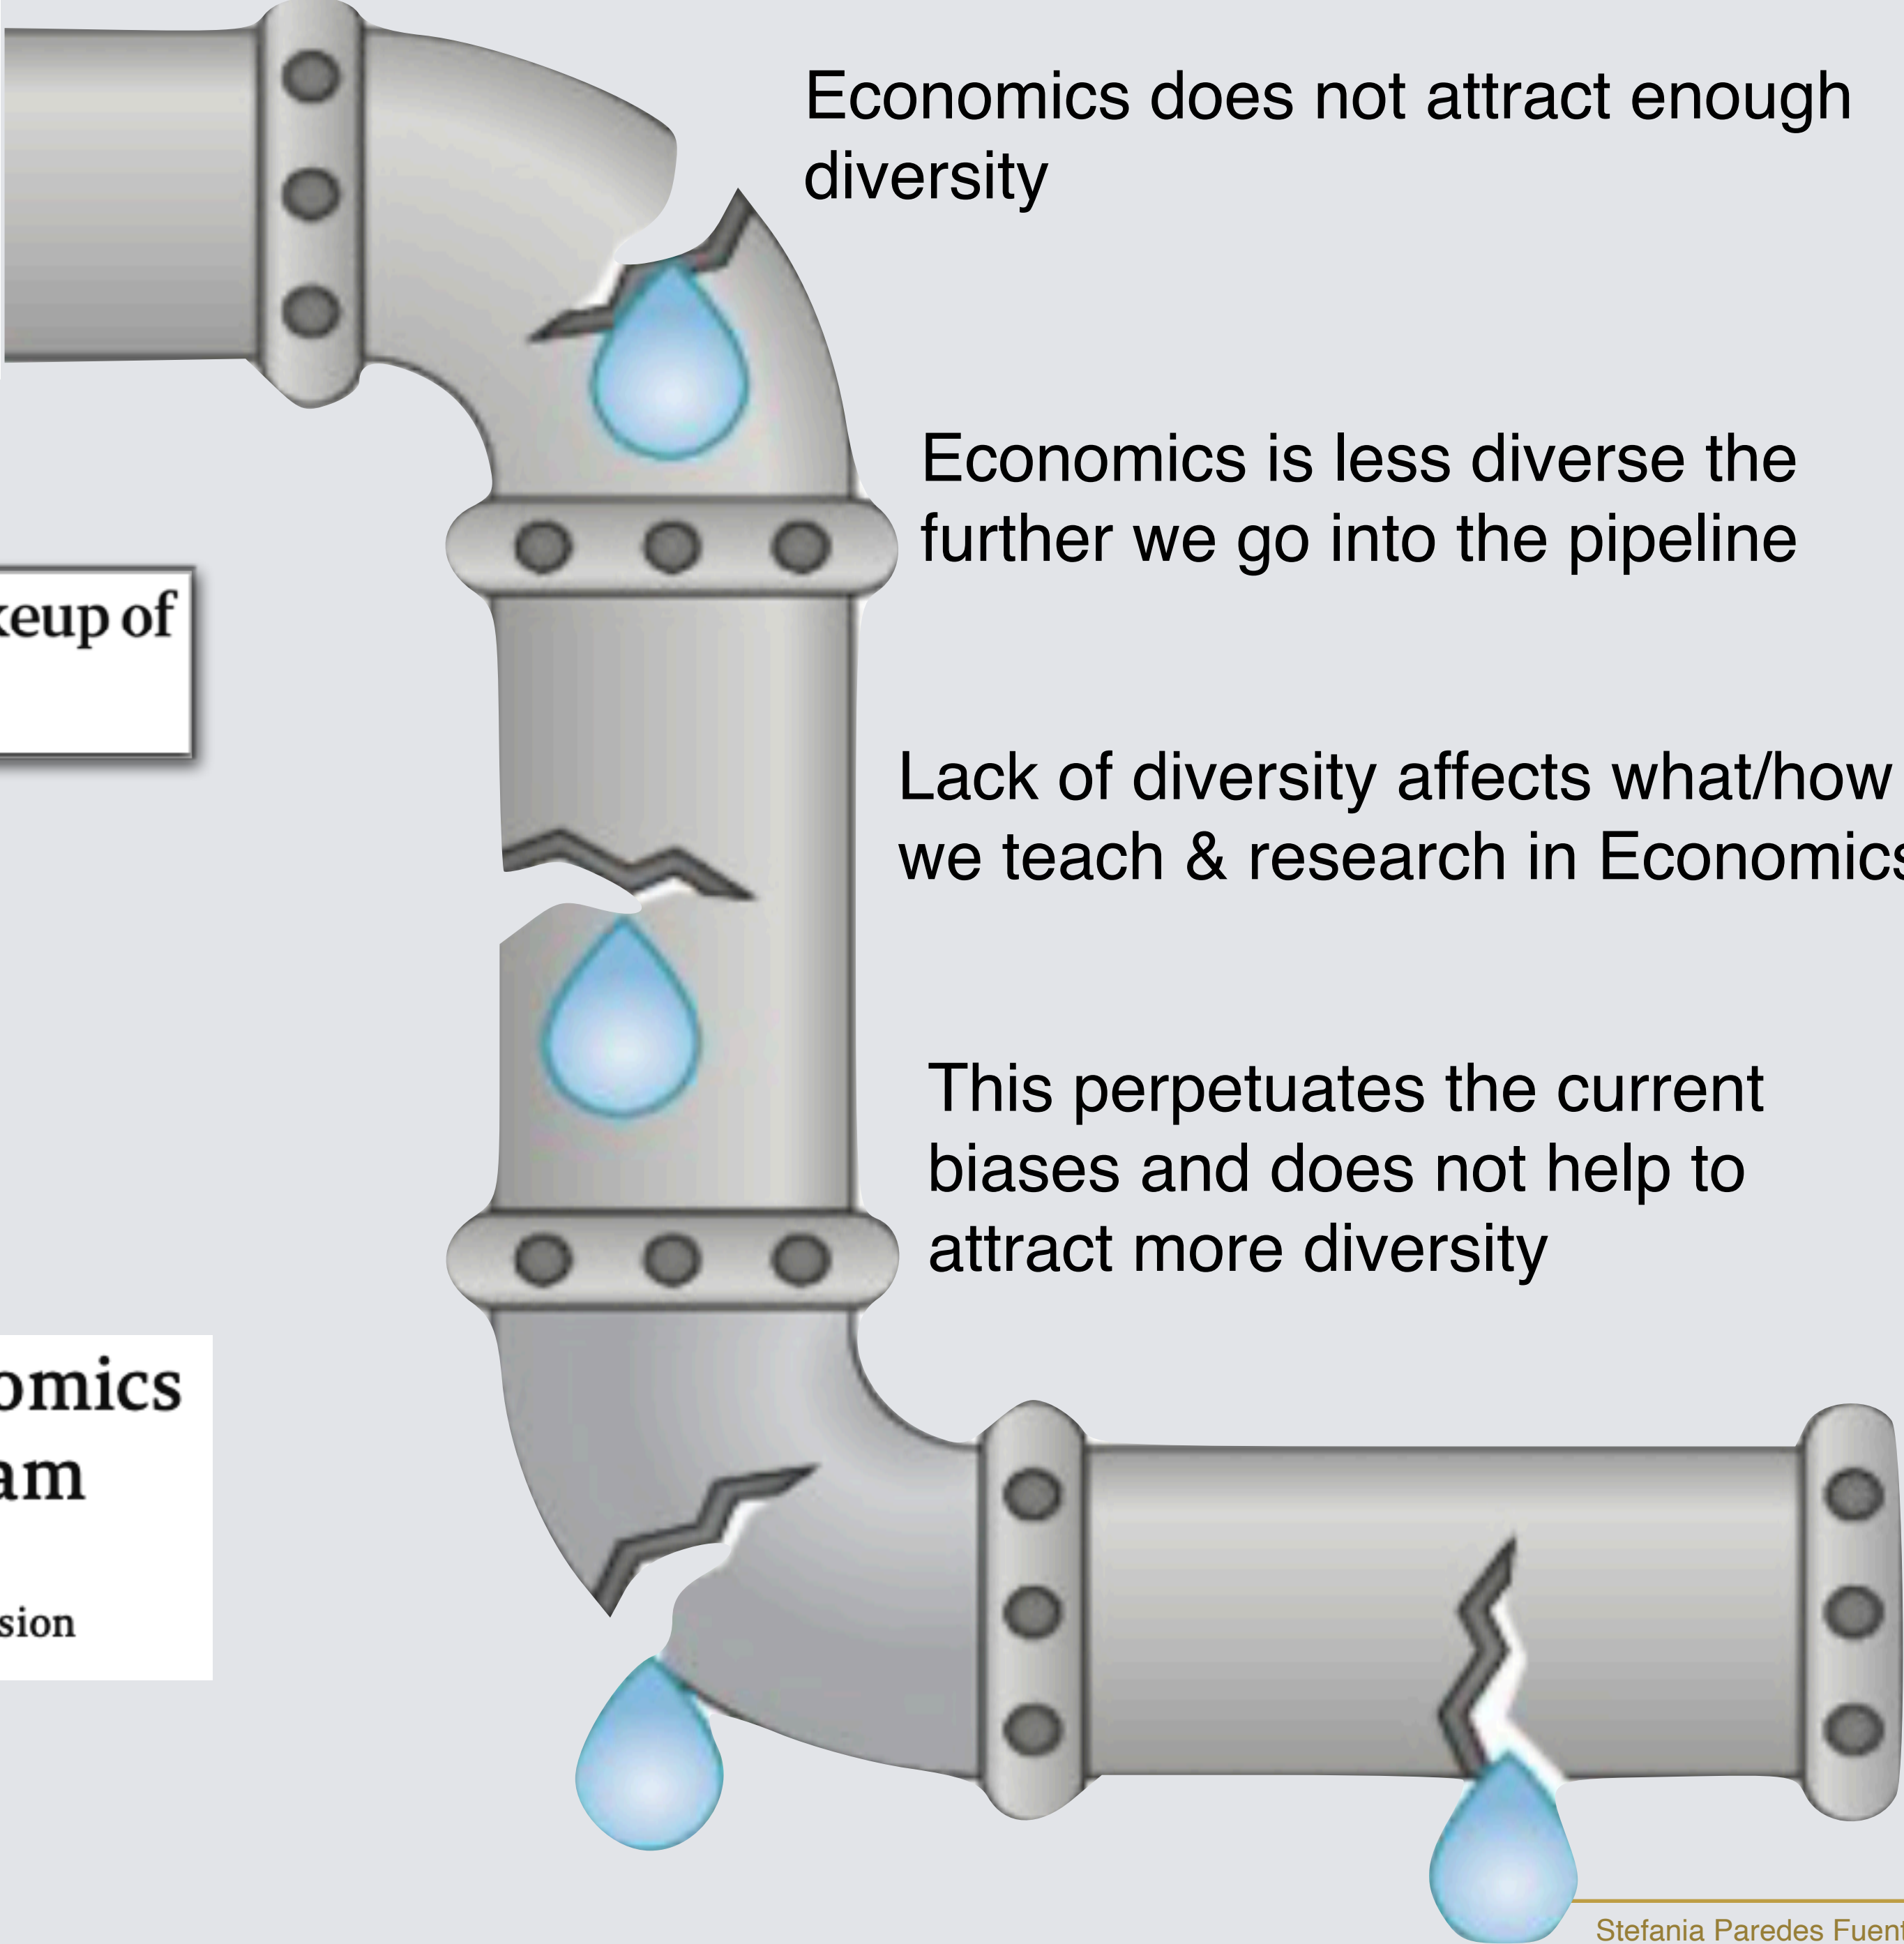 Economics does not attract enough
diversity
Economics is less diverse the
further we go into the pipeline
keup of
Lack of diversity affects what/how
we teach & research in Economics
This perpetuates the current
biases and does not help to
attract more diversity
omics
am
sion
Stefania Paredes Fuent